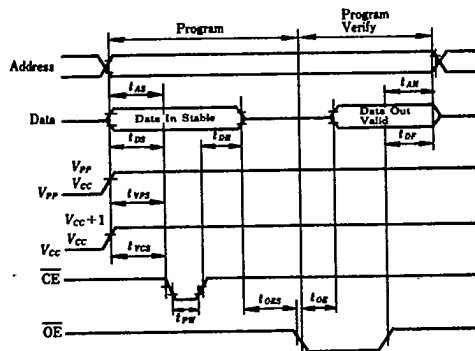 Program
Program Verify
Address
tAS
tAH
Data
Data In Stable
Data Out Valid
tDS
tDH
tDF
VPP
VPP VCC
tVPS
VCC+1
VCC VCC
tVCS
CE
tPW
tOES
tOE
OE